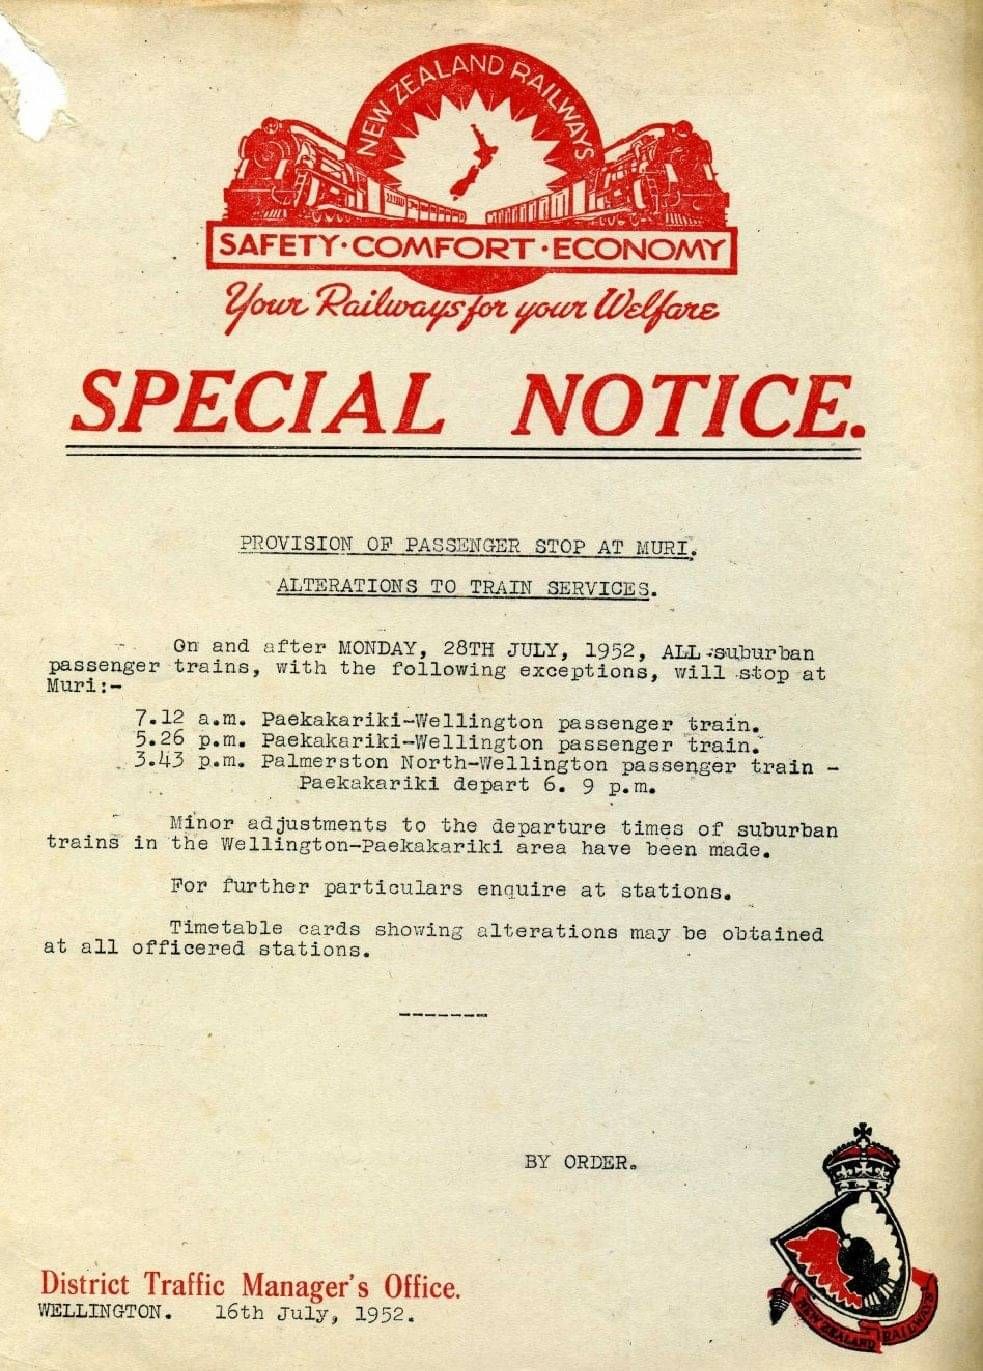 NEW ZEALAND RAILWAYS
SAFETY · COMFORT · ECONOMY
Your Railways for your Welfare
SPECIAL NOTICE.
PROVISION OF PASSENGER STOP AT MURI.
ALTERATIONS TO TRAIN SERVICES.
On and after MONDAY, 28TH JULY, 1952, ALL suburban
passenger trains, with the following exceptions, will stop at
Muri:-
7.12 a.m. Paekakariki-Wellington passenger train.
5.26 p.m. Paekakariki-Wellington passenger train.
3.43 p.m. Palmerston North-Wellington passenger train -
Paekakariki depart 6. 9 p.m.
Minor adjustments to the departure times of suburban
trains in the Wellington-Paekakariki area have been made.
For further particulars enquire at stations.
Timetable cards showing alterations may be obtained
at all officered stations.
-------
BY ORDER.
District Traffic Manager's Office.
WELLINGTON. 16th July, 1952.
NEW ZEALAND RAILWAYS